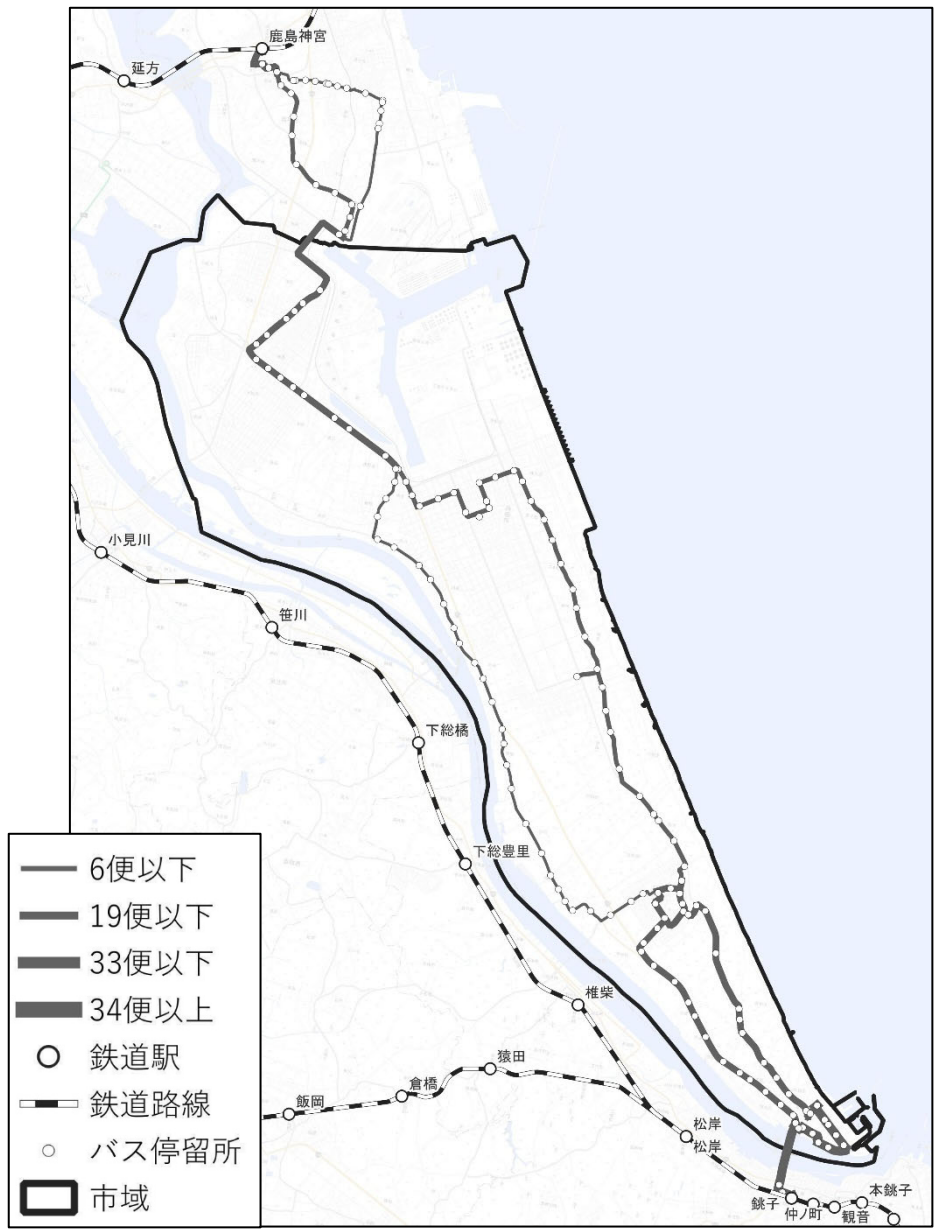 鹿島神宮
延方
小見川
笹川
下総橘
下総豊里
椎柴
猿田
倉橋
飯岡
松岸
松岸
銚子
仲ノ町
観音
本銚子
6便以下
19便以下
33便以下
34便以上
鉄道駅
鉄道路線
バス停留所
市域